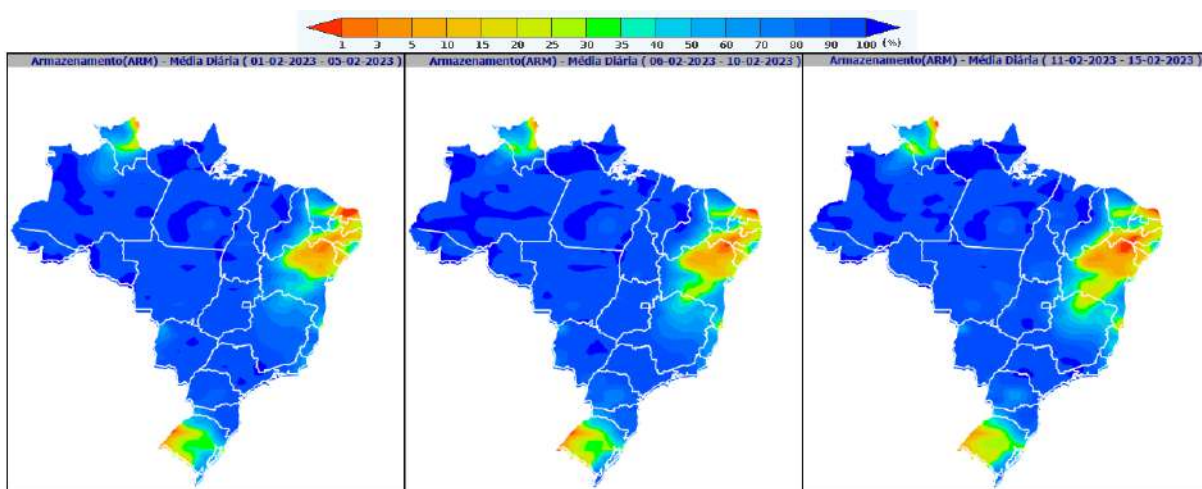 1 3 5 10 15 20 25 30 35 40 50 60 70 80 90 100 (%)
Armazenamento(ARM) - Média Diária ( 01-02-2023 - 05-02-2023 )
Armazenamento(ARM) - Média Diária ( 06-02-2023 - 10-02-2023 )
Armazenamento(ARM) - Média Diária ( 11-02-2023 - 15-02-2023 )